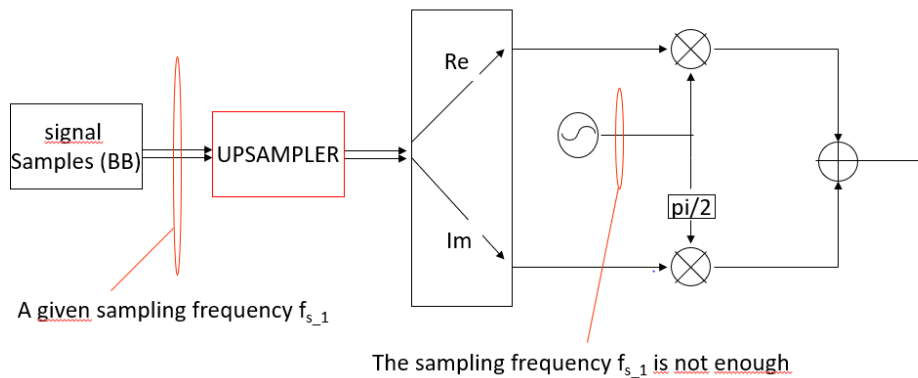 signal
Samples (BB)
UPSAMPLER
Re
Im
pi/2
A given sampling frequency fs_1
The sampling frequency fs_1 is not enough